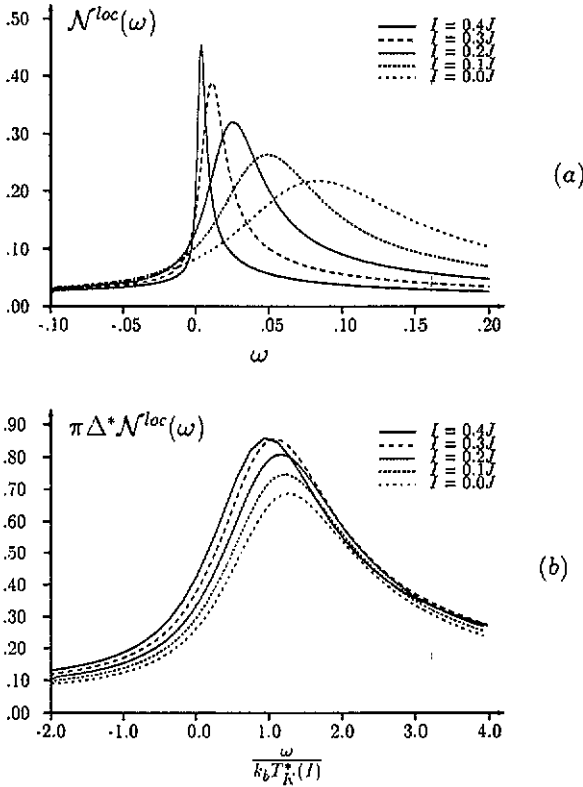 𝒩^{loc}(ω)
I = 0.4J
I = 0.3J
I = 0.2J
I = 0.1J
I = 0.0J
.50
.40
.30
.20
.10
.00
(a)
-.10 -.05 0. .05 .10 .15 .20
ω
πΔ*𝒩^{loc}(ω)
I = 0.4J
I = 0.3J
I = 0.2J
I = 0.1J
I = 0.0J
.90
.80
.70
.60
.50
.40
.30
.20
.10
.00
(b)
-2.0 -1.0 0.0 1.0 2.0 3.0 4.0
ω
k_bT*_K(I)